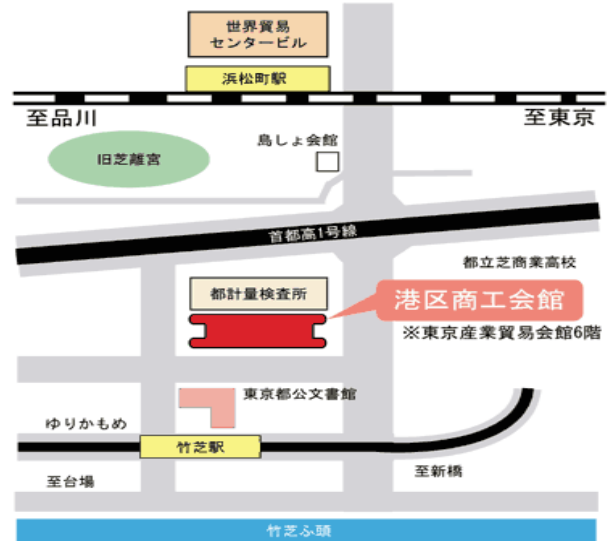 世界貿易
センタービル
浜松町駅
至品川
至東京
島しょ会館
旧芝離宮
首都高1号線
都立芝商業高校
都計量検査所
港区商工会館
※東京産業貿易会館6階
東京都公文書館
ゆりかもめ
竹芝駅
至台場
至新橋
竹芝ふ頭